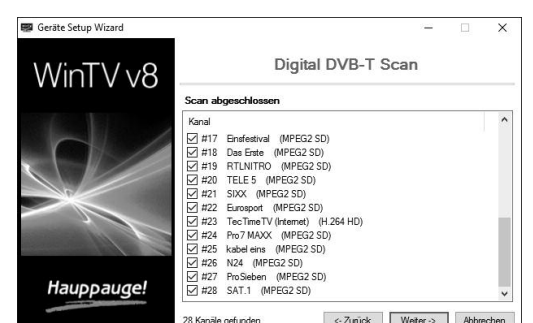 Geräte Setup Wizard
WinTV v8
Digital DVB-T Scan
Scan abgeschlossen
Kanal
#17 Einsfestival (MPEG2 SD)
#18 Das Erste (MPEG2 SD)
#19 RTLNITRO (MPEG2 SD)
#20 TELE 5 (MPEG2 SD)
#21 SIXX (MPEG2 SD)
#22 Eurosport (MPEG2 SD)
#23 TecTimeTV (Internet) (H.264 HD)
#24 Pro7 MAXX (MPEG2 SD)
#25 kabel eins (MPEG2 SD)
#26 N24 (MPEG2 SD)
#27 ProSieben (MPEG2 SD)
#28 SAT.1 (MPEG2 SD)
Hauppauge!
28 Kanäle gefunden
<- Zurück Weiter -> Abbrechen